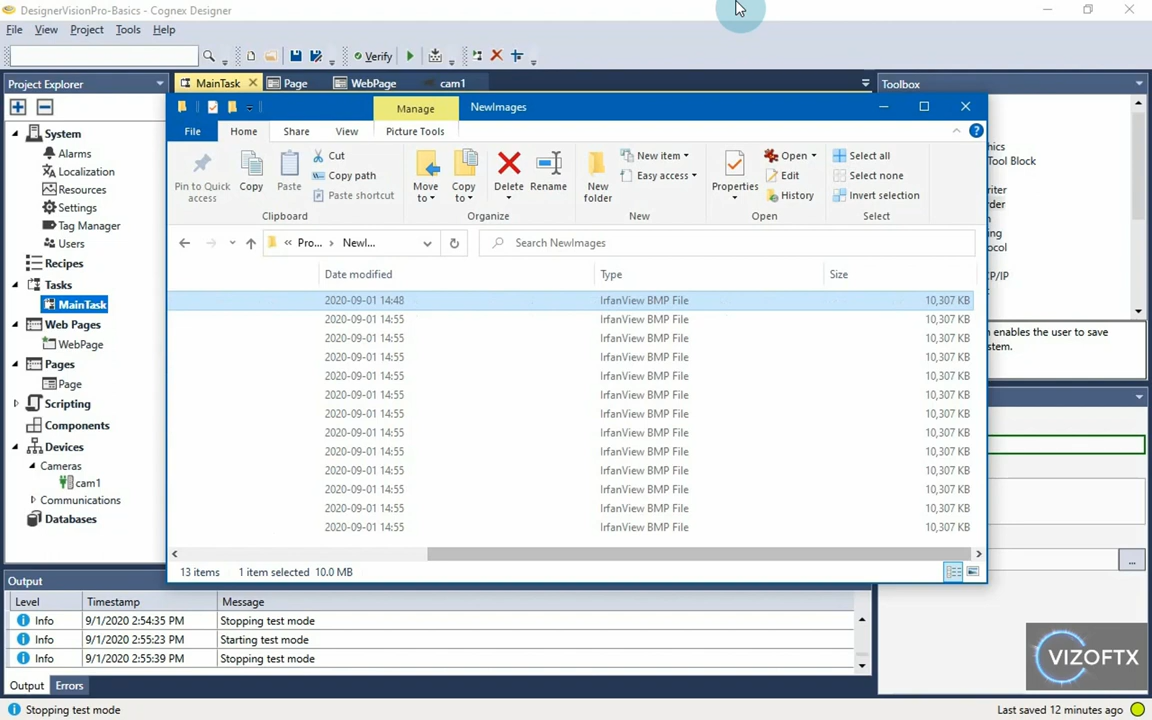 DesignerVisionPro-Basics - Cognex Designer
File View Project Tools Help
Verify
Project Explorer
MainTask
Page
WebPage
cam1
Toolbox
System
Alarms
Localization
Resources
Settings
Tag Manager
Users
Recipes
Tasks
MainTask
Web Pages
WebPage
Pages
Page
Scripting
Components
Devices
Cameras
cam1
Communications
Databases
Manage
NewImages
File Home Share View Picture Tools
Pin to Quick access
Copy
Paste
Cut
Copy path
Paste shortcut
Clipboard
Move to
Copy to
Delete
Rename
Organize
New folder
New item
Easy access
New
Properties
Open
Edit
History
Open
Select all
Select none
Invert selection
Select
« Pro... › Newl...
Search NewImages
Date modified Type Size
2020-09-01 14:48 IrfanView BMP File 10,307 KB
2020-09-01 14:55 IrfanView BMP File 10,307 KB
2020-09-01 14:55 IrfanView BMP File 10,307 KB
2020-09-01 14:55 IrfanView BMP File 10,307 KB
2020-09-01 14:55 IrfanView BMP File 10,307 KB
2020-09-01 14:55 IrfanView BMP File 10,307 KB
2020-09-01 14:55 IrfanView BMP File 10,307 KB
2020-09-01 14:55 IrfanView BMP File 10,307 KB
2020-09-01 14:55 IrfanView BMP File 10,307 KB
2020-09-01 14:55 IrfanView BMP File 10,307 KB
2020-09-01 14:55 IrfanView BMP File 10,307 KB
2020-09-01 14:55 IrfanView BMP File 10,307 KB
2020-09-01 14:55 IrfanView BMP File 10,307 KB
13 items 1 item selected 10.0 MB
hics
Tool Block
riter
rder
n
ing
ocol
P/IP
n enables the user to save
stem.
...
Output
Level Timestamp Message
Info 9/1/2020 2:54:35 PM Stopping test mode
Info 9/1/2020 2:55:23 PM Starting test mode
Info 9/1/2020 2:55:39 PM Stopping test mode
Output Errors
Stopping test mode
Last saved 12 minutes ago
VIZOFTX